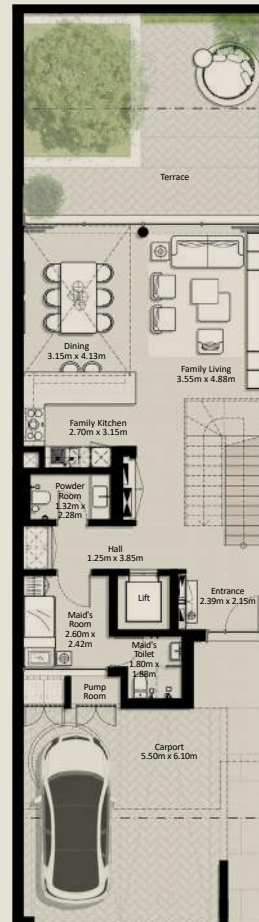 Terrace
Dining
3.15m x 4.13m
Family Living
3.55m x 4.88m
Family Kitchen
2.70m x 3.15m
Powder
Room
1.32m x
2.28m
Hall
1.25m x 3.85m
Lift
Entrance
2.39m x 2.15m
Maid's
Room
2.60m x
2.42m
Maid's
Toilet
1.80m x
1.88m
Pump
Room
Carport
5.50m x 6.10m